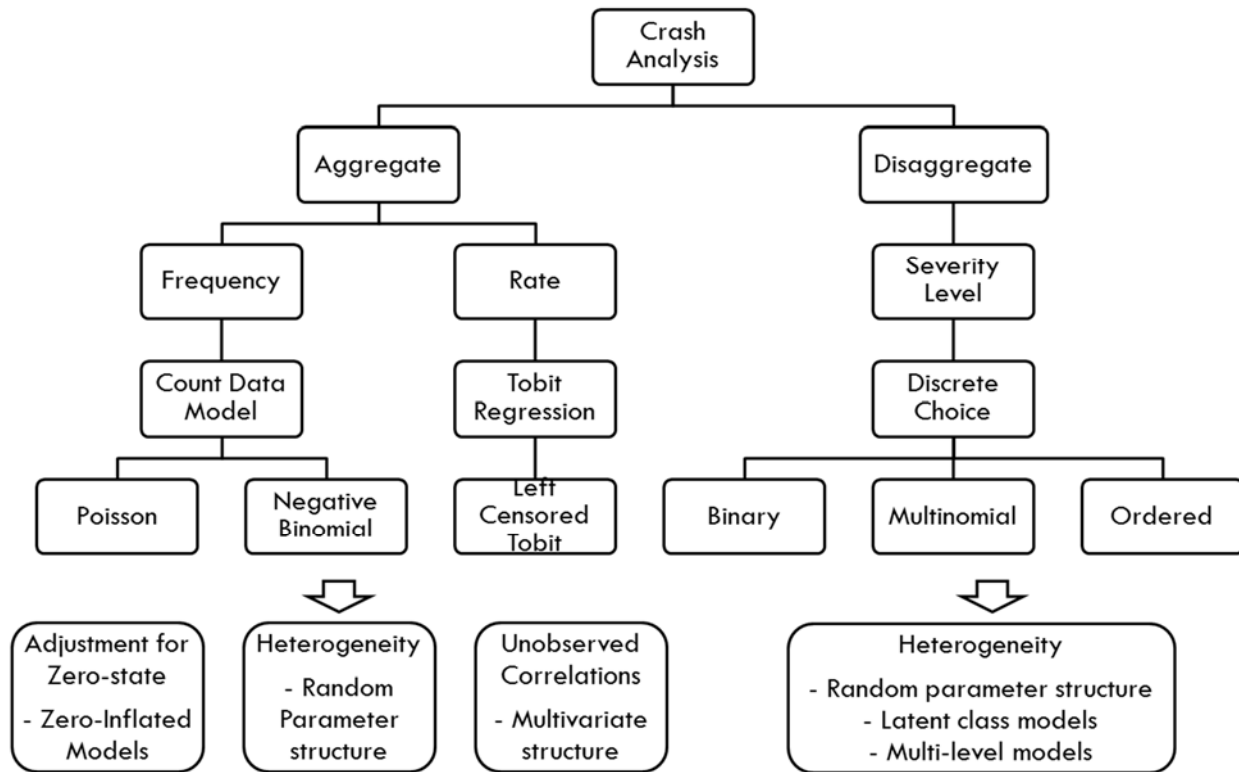 Crash
Analysis
Aggregate
Disaggregate
Frequency
Rate
Severity
Level
Count Data
Model
Tobit
Regression
Discrete
Choice
Poisson
Negative
Binomial
Left
Censored
Tobit
Binary
Multinomial
Ordered
Adjustment for
Zero-state
- Zero-Inflated
Models
Heterogeneity
- Random
Parameter
structure
Unobserved
Correlations
- Multivariate
structure
Heterogeneity
- Random parameter structure
- Latent class models
- Multi-level models